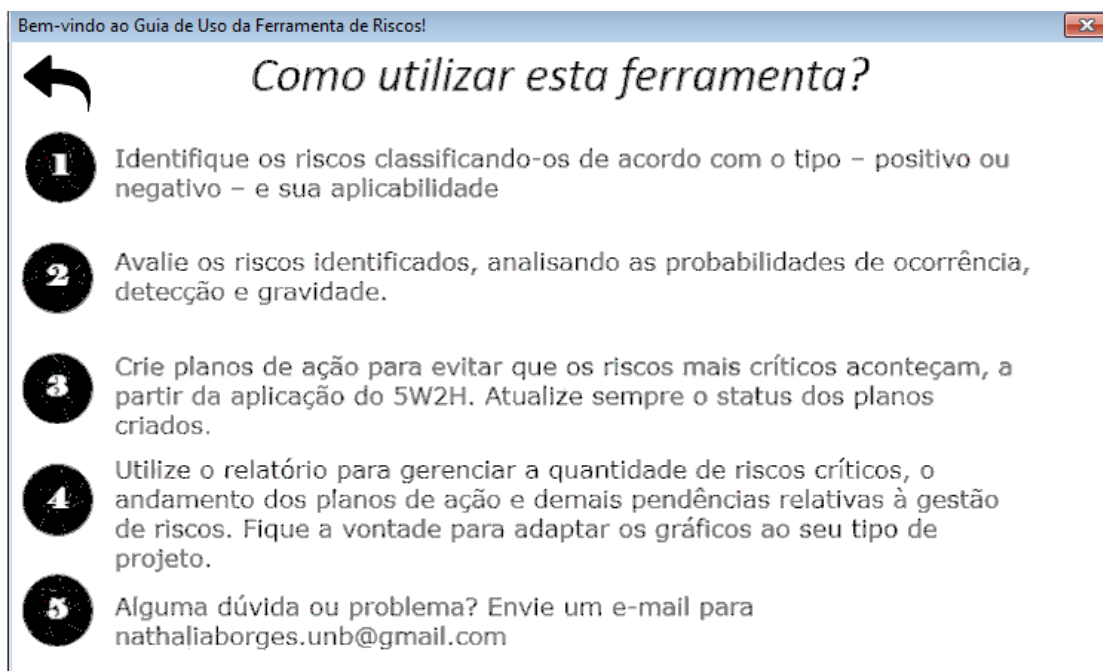 Bem-vindo ao Guia de Uso da Ferramenta de Riscos!
Como utilizar esta ferramenta?
1
Identifique os riscos classificando-os de acordo com o tipo – positivo ou
negativo – e sua aplicabilidade
2
Avalie os riscos identificados, analisando as probabilidades de ocorrência,
detecção e gravidade.
3
Crie planos de ação para evitar que os riscos mais críticos aconteçam, a
partir da aplicação do 5W2H. Atualize sempre o status dos planos
criados.
4
Utilize o relatório para gerenciar a quantidade de riscos críticos, o
andamento dos planos de ação e demais pendências relativas à gestão
de riscos. Fique a vontade para adaptar os gráficos ao seu tipo de
projeto.
5
Alguma dúvida ou problema? Envie um e-mail para
nathaliaborges.unb@gmail.com